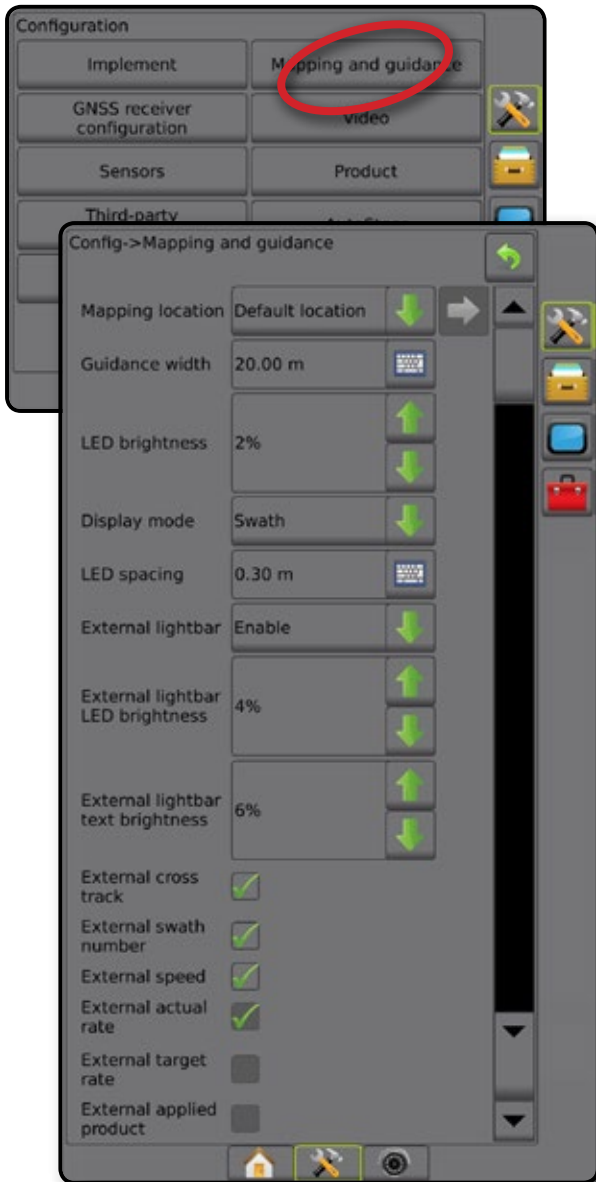 Configuration
Implement
Mapping and guidance
GNSS receiver
configuration
Video
Sensors
Product
Third-party
Config->Mapping and guidance
Mapping location
Default location
Guidance width
20.00 m
LED brightness
2%
Display mode
Swath
LED spacing
0.30 m
External lightbar
Enable
External lightbar
LED brightness
4%
External lightbar
text brightness
6%
External cross
track
External swath
number
External speed
External actual
rate
External target
rate
External applied
product